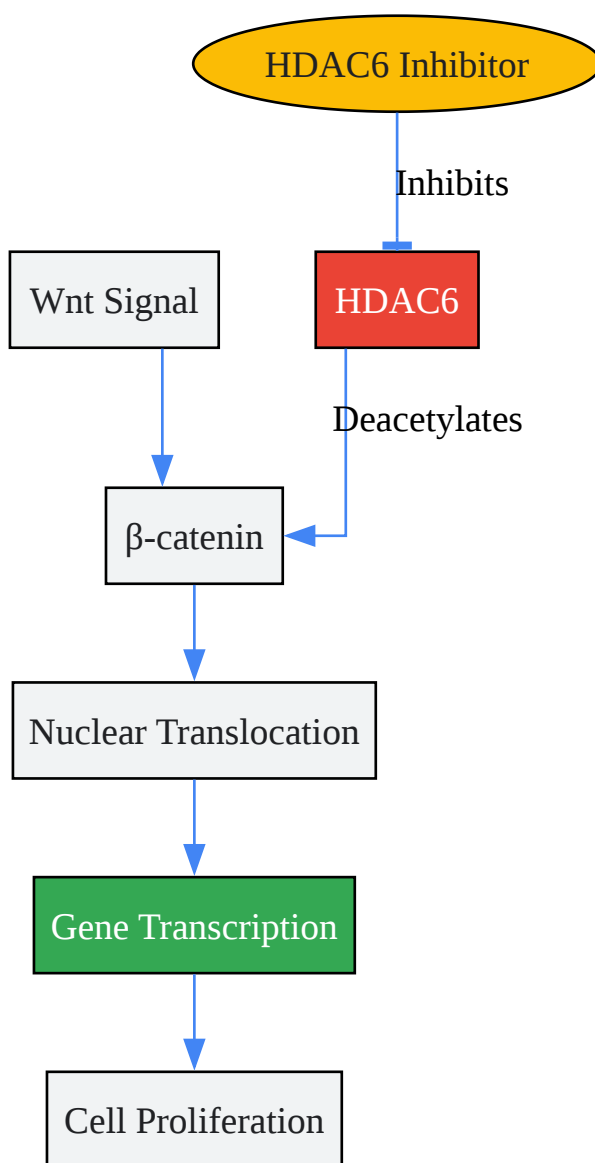 HDAC6 Inhibitor
Inhibits
Wnt Signal
HDAC6
Deacetylates
β-catenin
Nuclear Translocation
Gene Transcription
Cell Proliferation